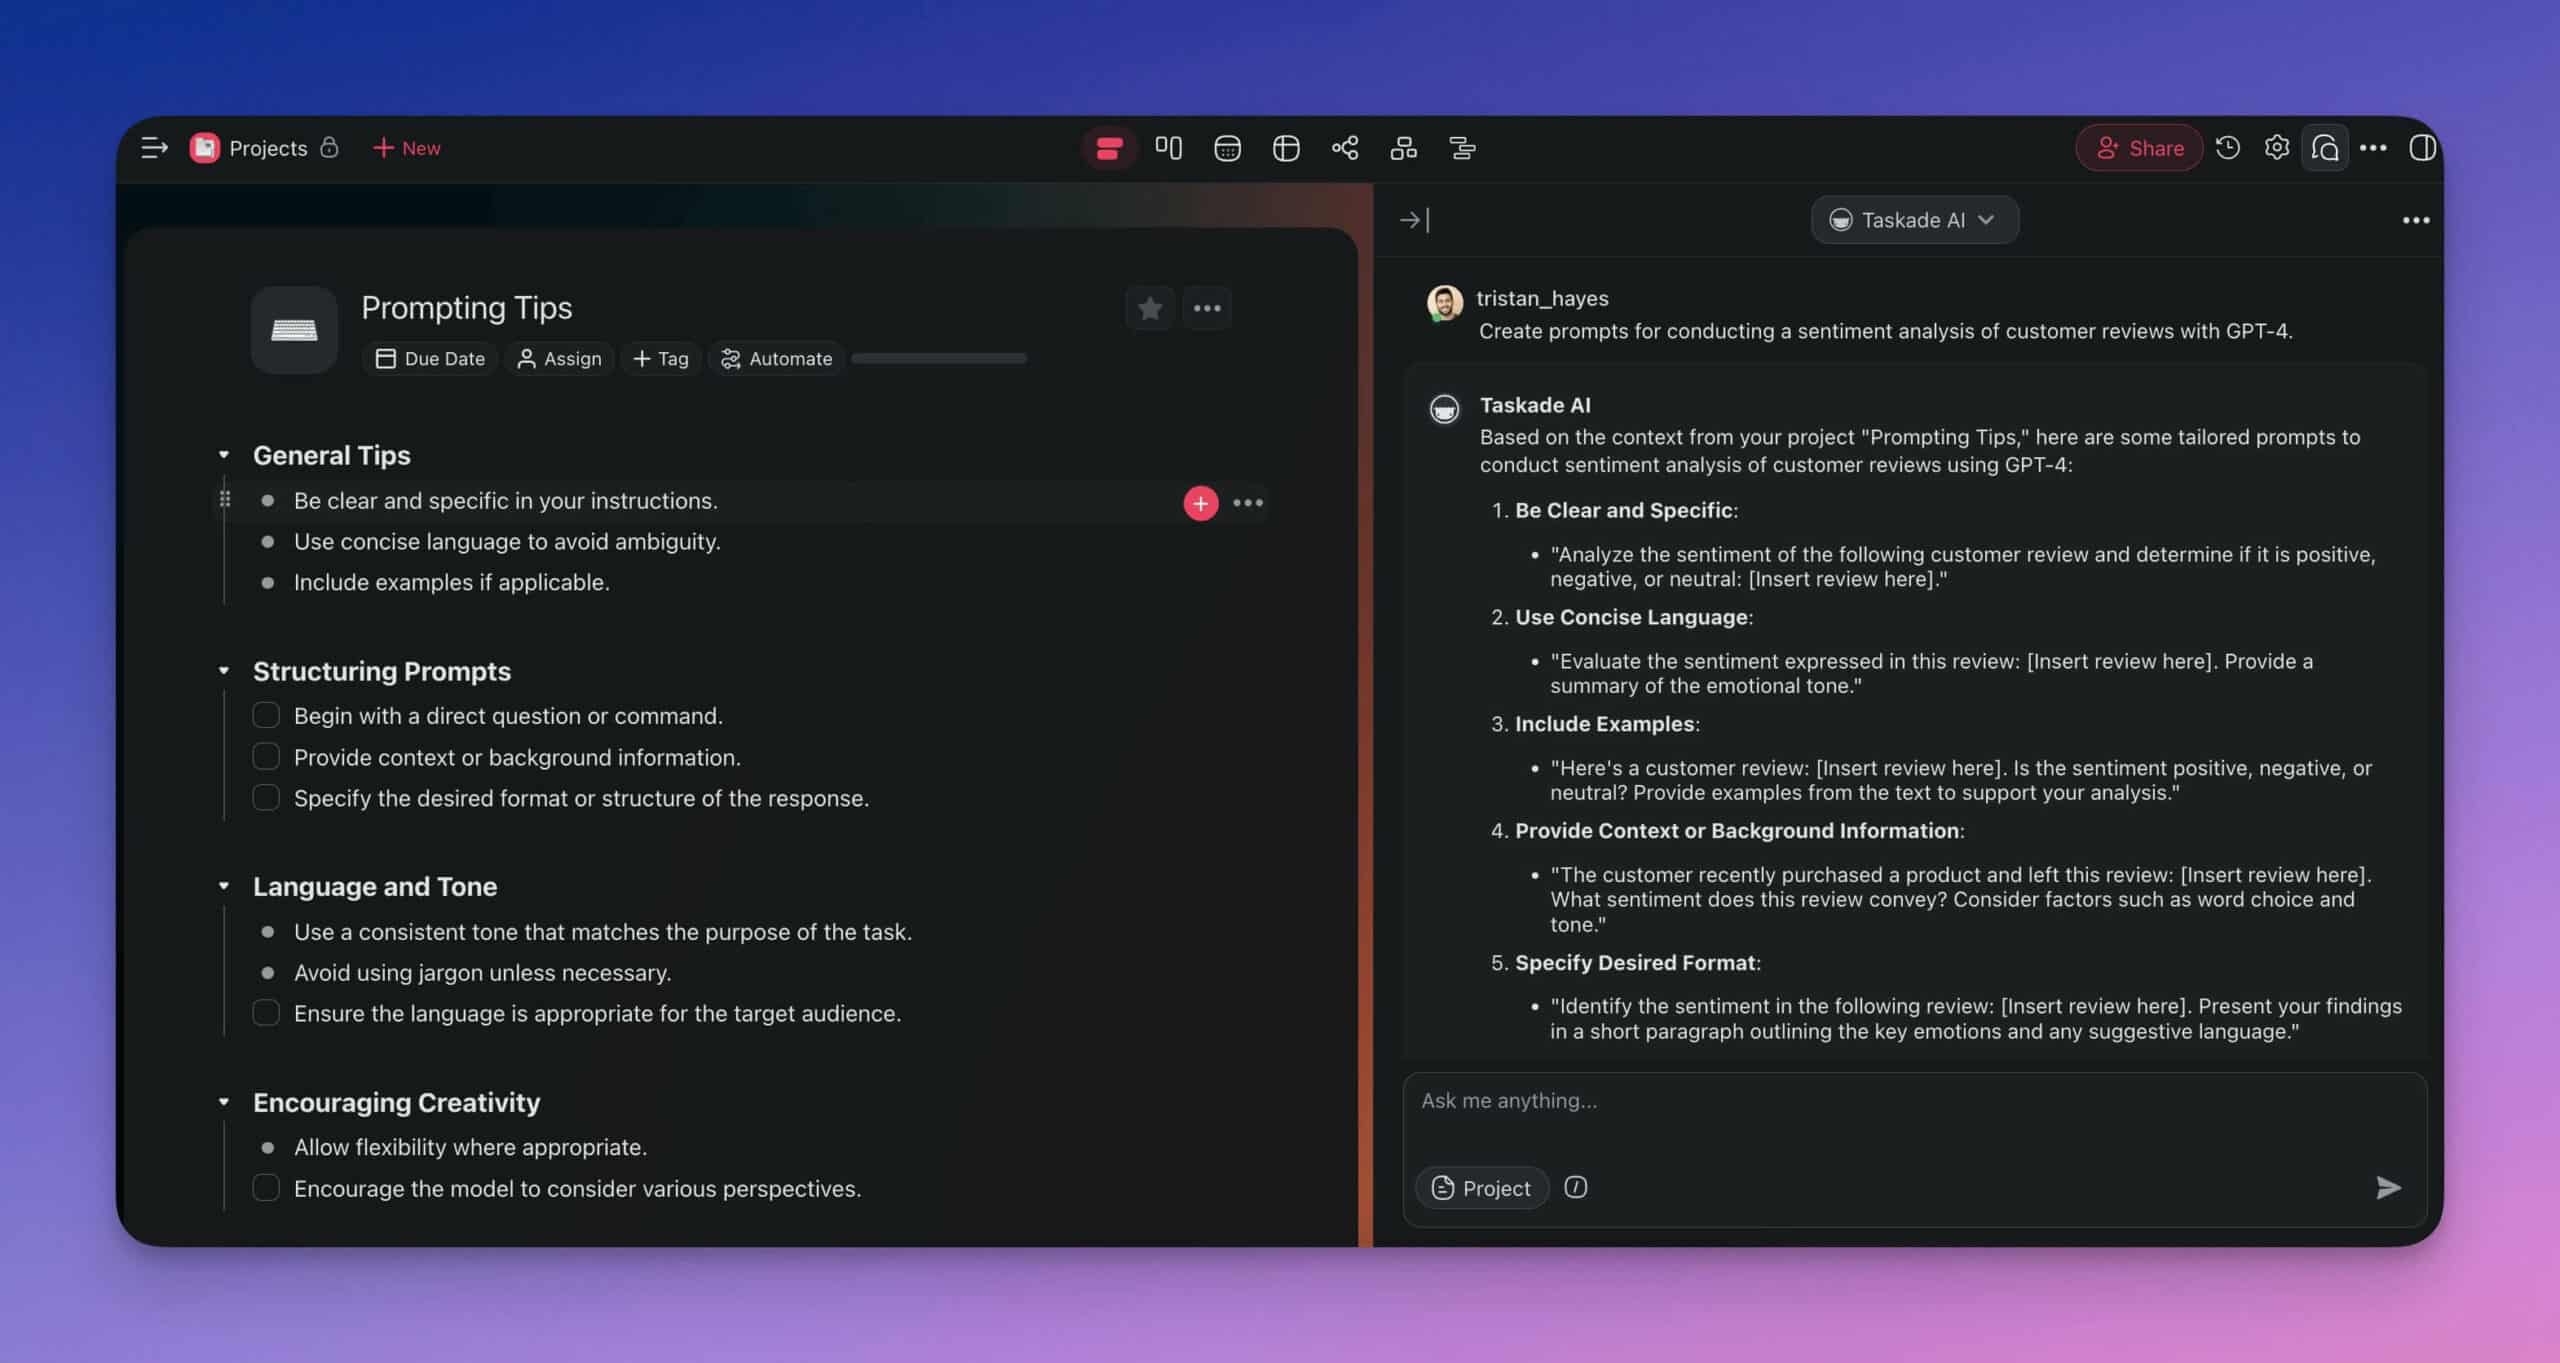 Projects
New
Share
Prompting Tips
Due Date
Assign
Tag
Automate
General Tips
Be clear and specific in your instructions.
Use concise language to avoid ambiguity.
Include examples if applicable.
Structuring Prompts
Begin with a direct question or command.
Provide context or background information.
Specify the desired format or structure of the response.
Language and Tone
Use a consistent tone that matches the purpose of the task.
Avoid using jargon unless necessary.
Ensure the language is appropriate for the target audience.
Encouraging Creativity
Allow flexibility where appropriate.
Encourage the model to consider various perspectives.
Taskade AI
tristan_hayes
Create prompts for conducting a sentiment analysis of customer reviews with GPT-4.
Taskade AI
Based on the context from your project "Prompting Tips," here are some tailored prompts to
conduct sentiment analysis of customer reviews using GPT-4:
1. Be Clear and Specific:
• "Analyze the sentiment of the following customer review and determine if it is positive,
negative, or neutral: [Insert review here]."
2. Use Concise Language:
• "Evaluate the sentiment expressed in this review: [Insert review here]. Provide a
summary of the emotional tone."
3. Include Examples:
• "Here's a customer review: [Insert review here]. Is the sentiment positive, negative, or
neutral? Provide examples from the text to support your analysis."
4. Provide Context or Background Information:
• "The customer recently purchased a product and left this review: [Insert review here].
What sentiment does this review convey? Consider factors such as word choice and
tone."
5. Specify Desired Format:
• "Identify the sentiment in the following review: [Insert review here]. Present your findings
in a short paragraph outlining the key emotions and any suggestive language."
Ask me anything...
Project